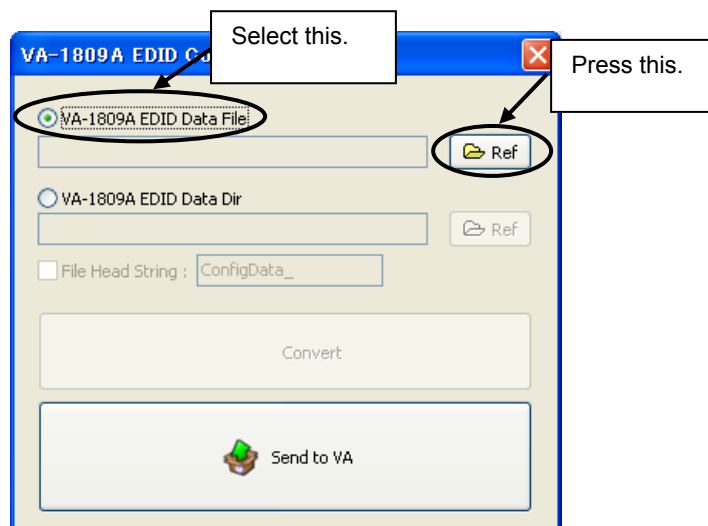 Select this.
Press this.
VA-1809A EDID
VA-1809A EDID Data File
Ref
VA-1809A EDID Data Dir
Ref
File Head String : ConfigData_
Convert
Send to VA